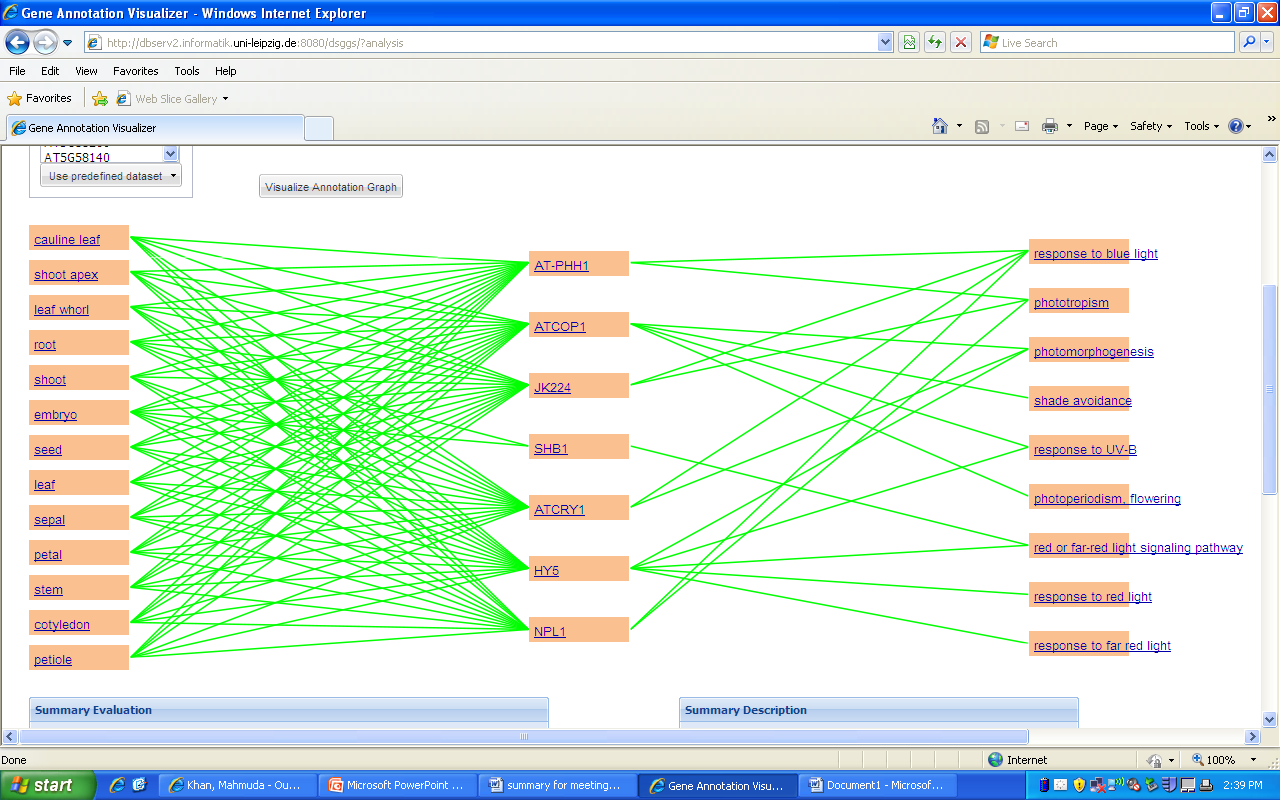 Gene Annotation Visualizer - Windows Internet Explorer
http://dbserv2.informatik.uni-leipzig.de:8080/dsggs/?analysis
Live Search
File Edit View Favorites Tools Help
Favorites Web Slice Gallery
Gene Annotation Visualizer
Page Safety Tools
»
AT5G58140
Use predefined dataset
Visualize Annotation Graph
cauline leaf
shoot apex
leaf whorl
root
shoot
embryo
seed
leaf
sepal
petal
stem
cotyledon
petiole
AT-PHH1
ATCOP1
JK224
SHB1
ATCRY1
HY5
NPL1
response to blue light
phototropism
photomorphogenesis
shade avoidance
response to UV-B
photoperiodism, flowering
red or far-red light signaling pathway
response to red light
response to far red light
Summary Evaluation
Summary Description
Done
Internet
100%
start
Khan, Mahmuda - Ou...
Microsoft PowerPoint ...
summary for meeting...
Gene Annotation Visu...
Document1 - Microsof...
2:39 PM